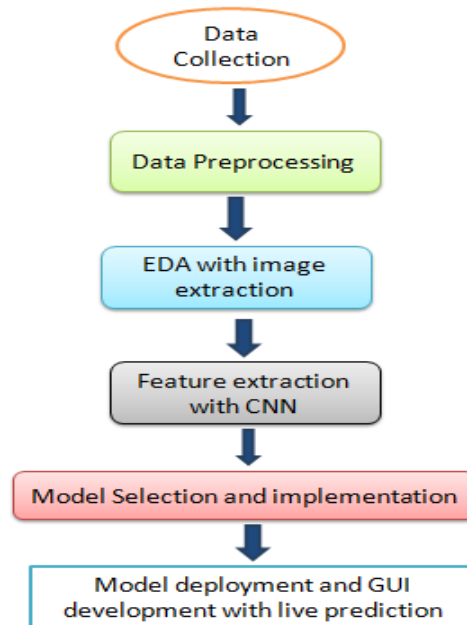 Data
Collection
Data Preprocessing
EDA with image
extraction
Feature extraction
with CNN
Model Selection and implementation
Model deployment and GUI
development with live prediction